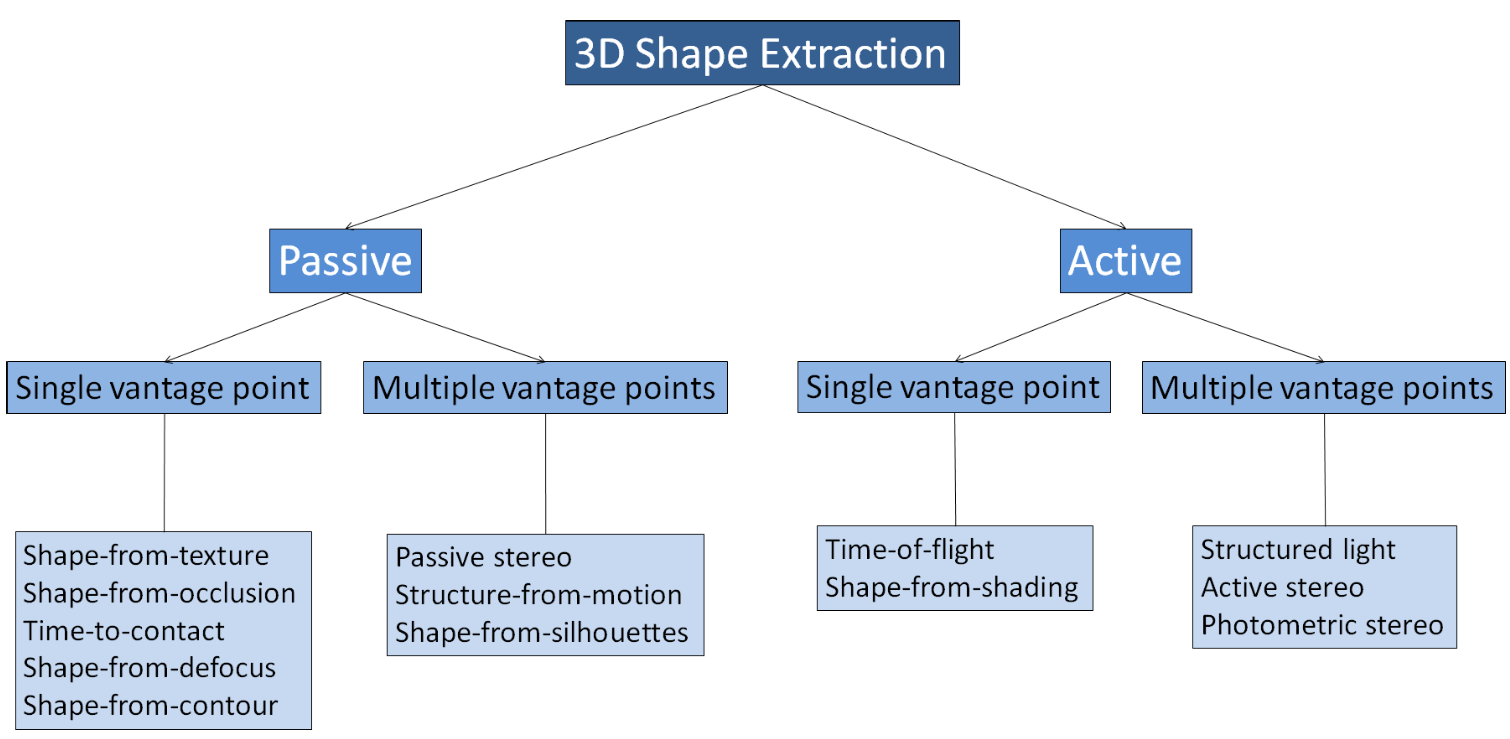 3D Shape Extraction
Passive
Active
Single vantage point
Multiple vantage points
Single vantage point
Multiple vantage points
Shape-from-texture
Shape-from-occlusion
Time-to-contact
Shape-from-defocus
Shape-from-contour
Passive stereo
Structure-from-motion
Shape-from-silhouettes
Time-of-flight
Shape-from-shading
Structured light
Active stereo
Photometric stereo